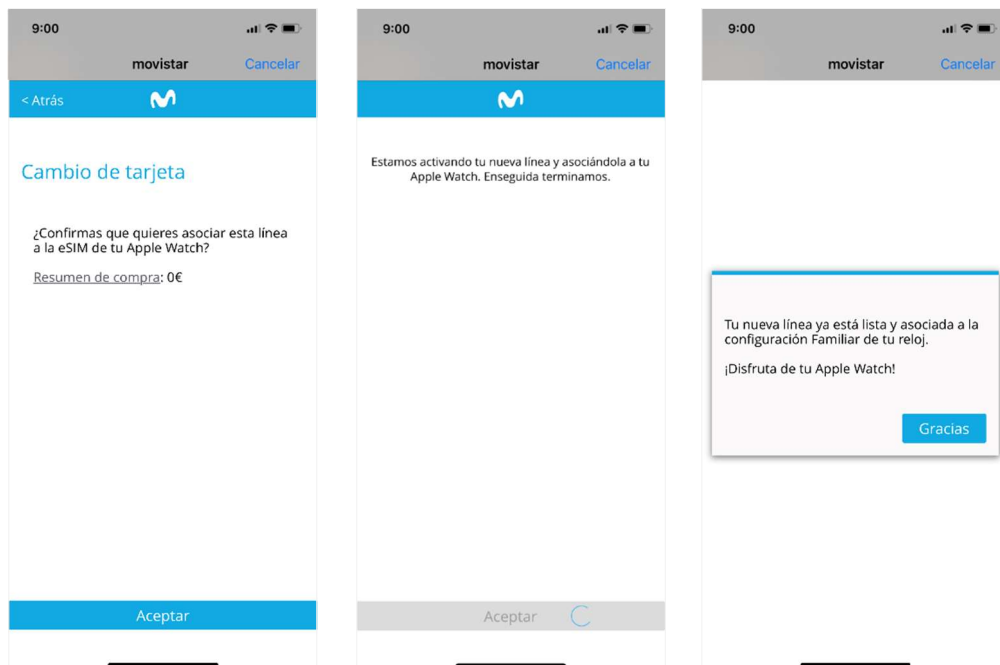 9:00
movistar Cancelar
< Atrás
Cambio de tarjeta
¿Confirmas que quieres asociar esta línea
a la eSIM de tu Apple Watch?
Resumen de compra: 0€
Aceptar
9:00
movistar Cancelar
Estamos activando tu nueva línea y asociándola a tu
Apple Watch. Enseguida terminamos.
Aceptar
9:00
movistar Cancelar
Tu nueva línea ya está lista y asociada a la
configuración Familiar de tu reloj.
¡Disfruta de tu Apple Watch!
Gracias